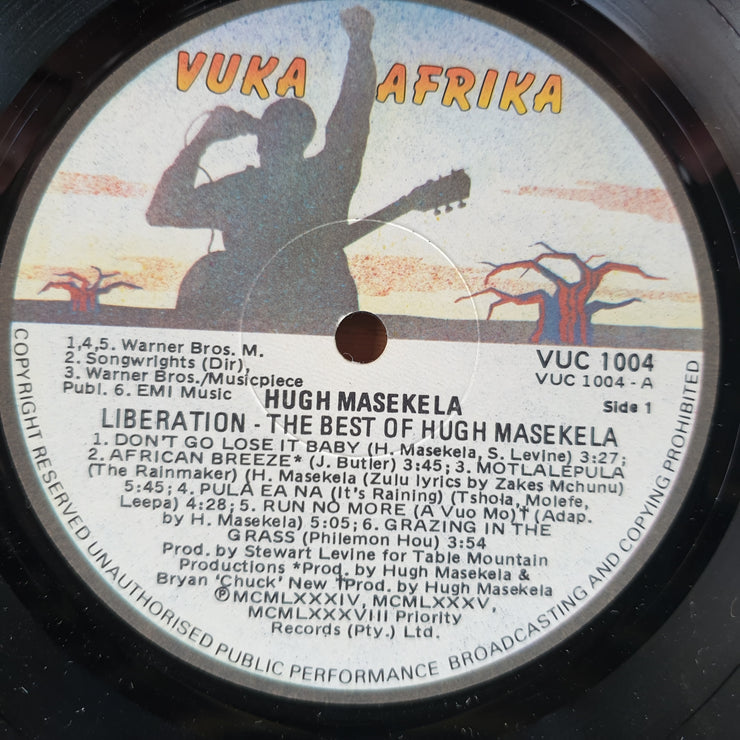 VUKA AFRIKA
1,4,5. Warner Bros. M.
2. Songwrights (Dir),
3. Warner Bros./Musicpiece
Publ. 6. EMI Music
VUC 1004
VUC 1004 - A
Side 1
HUGH MASEKELA
LIBERATION - THE BEST OF HUGH MASEKELA
1. DON'T GO LOSE IT BABY (H. Masekela, S. Levine) 3:27;
2. AFRICAN BREEZE* (J. Butler) 3:45; 3. MOTLALEPULA
(The Rainmaker) (H. Masekela (Zulu lyrics by Zakes Mchunu)
5:45; 4. PULA EA NA (It's Raining) (Tshola, Molefe,
Leepa) 4:28; 5. RUN NO MORE (A Vuo Mo)† (Adap.
by H. Masekela) 5:05; 6. GRAZING IN THE
GRASS (Philemon Hou) 3:54
Prod. by Stewart Levine for Table Mountain
Productions *Prod. by Hugh Masekela &
Bryan 'Chuck' New †Prod. by Hugh Masekela
℗MCMLXXXIV, MCMLXXXV,
MCMLXXXVIII Priority
Records (Pty.) Ltd.
COPYRIGHT RESERVED UNAUTHORISED PUBLIC PERFORMANCE BROADCASTING AND COPYING PROHIBITED